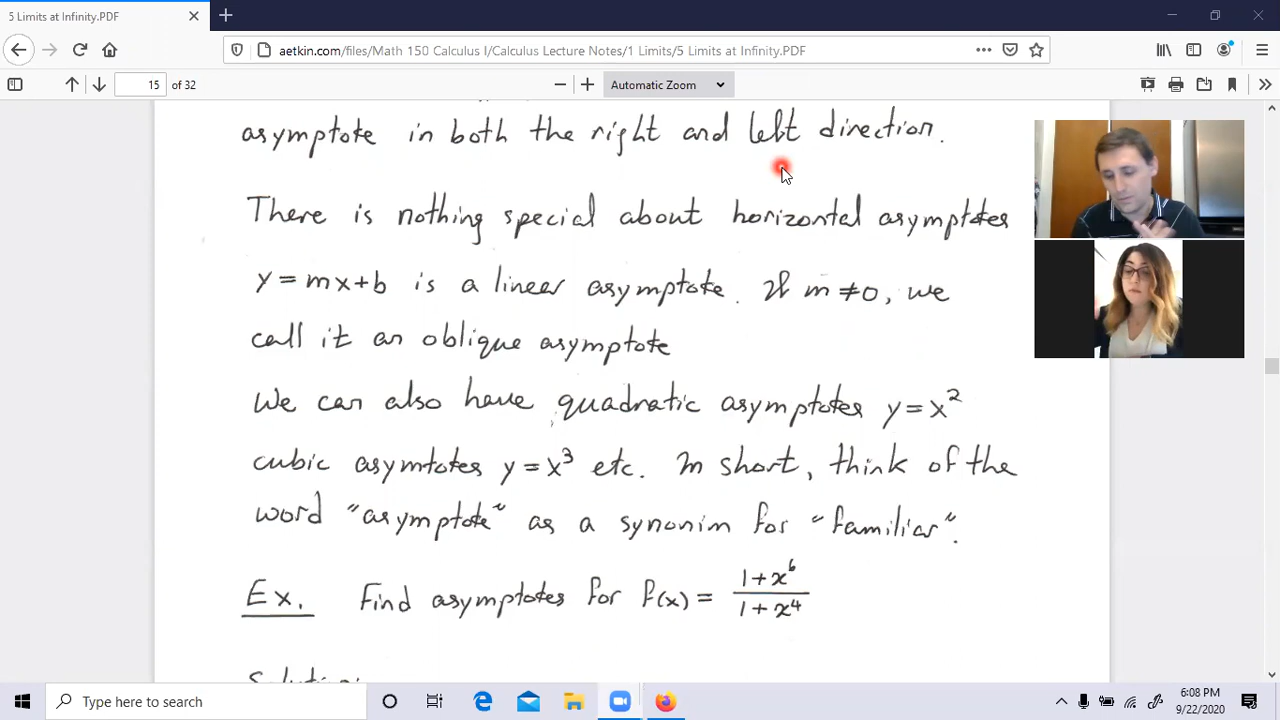 5 Limits at Infinity.PDF
aetkin.com/files/Math 150 Calculus I/Calculus Lecture Notes/1 Limits/5 Limits at Infinity.PDF
15 of 32
Automatic Zoom
asymptote in both the right and left direction.
There is nothing special about horizontal asymptotes
y = mx+b is a linear asymptote. If m ≠ 0, we
call it an oblique asymptote
We can also have quadratic asymptotes y = x²
cubic asymtotes y = x³ etc. In short, think of the
word "asymptote" as a synonim for "familiar".
Ex. Find asymptotes for f(x) = (1+x⁶)/(1+x⁴)
Solution:
Type here to search
6:08 PM
9/22/2020